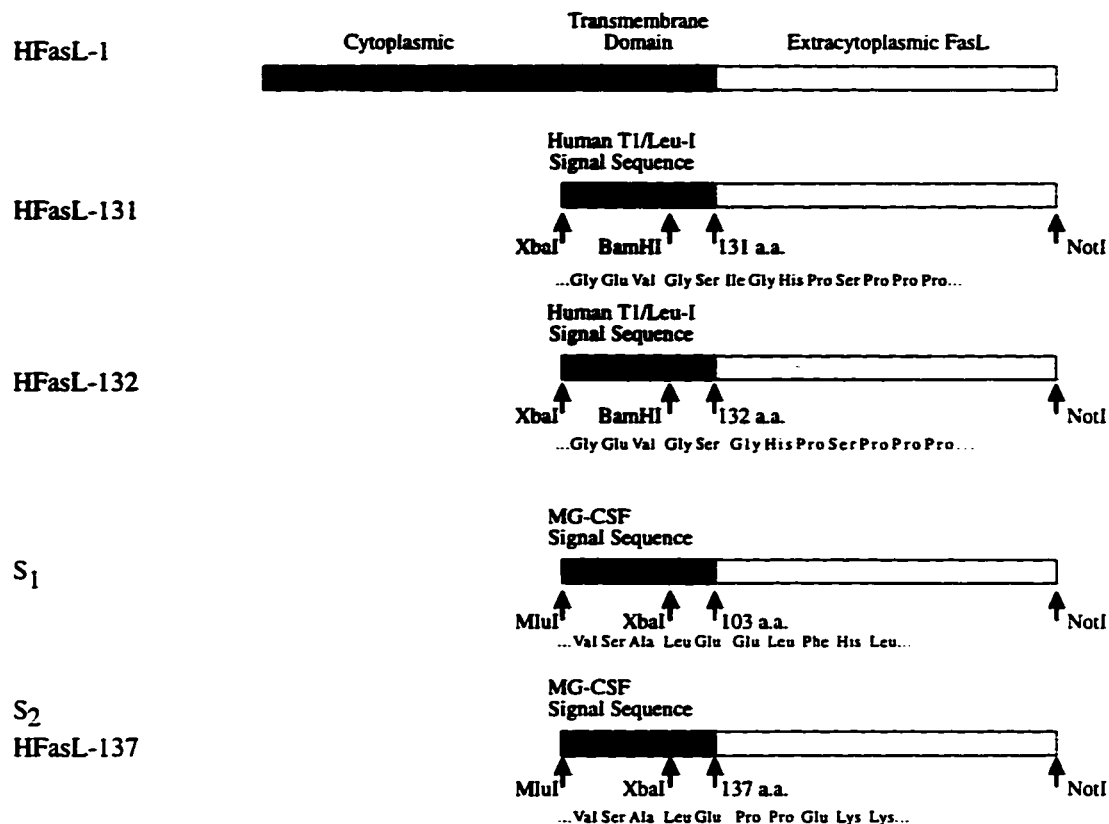 HFasL-1
Cytoplasmic
Transmembrane
Domain
Extracytoplasmic FasL
HFasL-131
Human T1/Leu-I
Signal Sequence
XbaI
BamHI
131 a.a.
NotI
...Gly Glu Val Gly Ser Ile Gly His Pro Ser Pro Pro Pro...
HFasL-132
Human T1/Leu-I
Signal Sequence
XbaI
BamHI
132 a.a.
NotI
...Gly Glu Val Gly Ser Gly His Pro Ser Pro Pro Pro...
S1
MG-CSF
Signal Sequence
MluI
XbaI
103 a.a.
NotI
...Val Ser Ala Leu Glu Glu Leu Phe His Leu...
S2
HFasL-137
MG-CSF
Signal Sequence
MluI
XbaI
137 a.a.
NotI
...Val Ser Ala Leu Glu Pro Pro Glu Lys Lys...